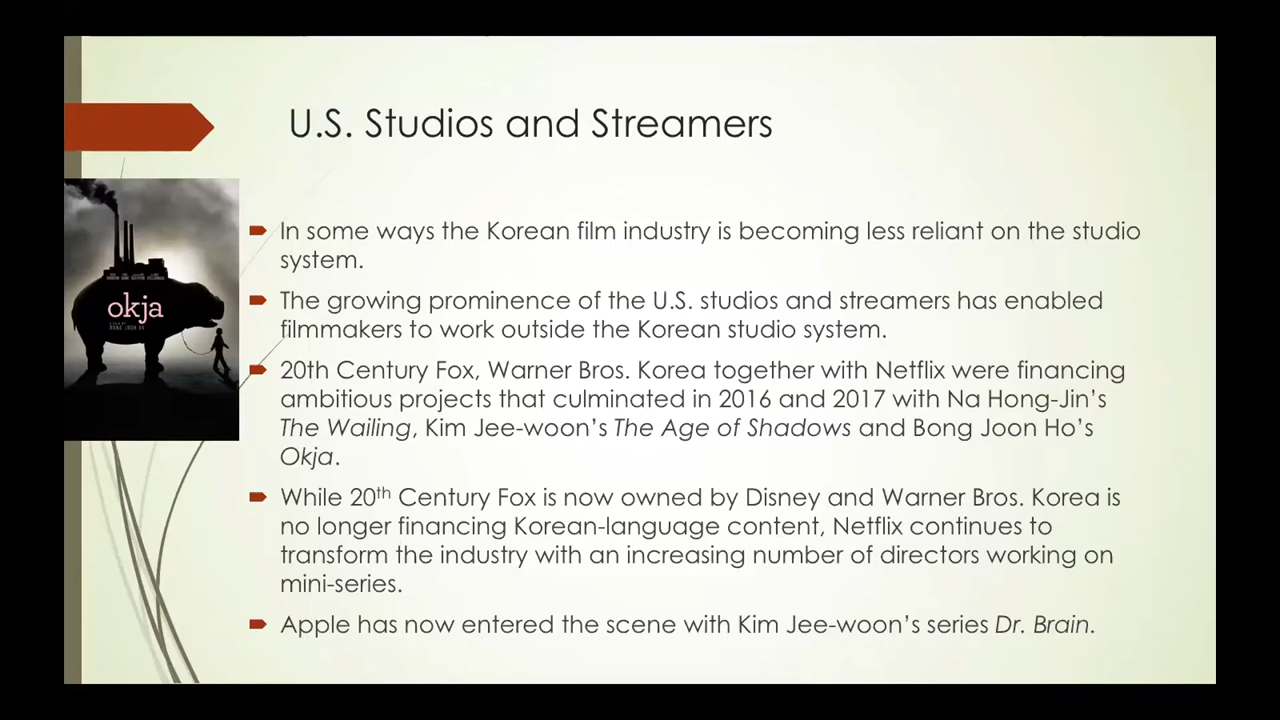 U.S. Studios and Streamers
okja
In some ways the Korean film industry is becoming less reliant on the studio
system.
The growing prominence of the U.S. studios and streamers has enabled
filmmakers to work outside the Korean studio system.
20th Century Fox, Warner Bros. Korea together with Netflix were financing
ambitious projects that culminated in 2016 and 2017 with Na Hong-Jin’s
The Wailing, Kim Jee-woon’s The Age of Shadows and Bong Joon Ho’s
Okja.
While 20th Century Fox is now owned by Disney and Warner Bros. Korea is
no longer financing Korean-language content, Netflix continues to
transform the industry with an increasing number of directors working on
mini-series.
Apple has now entered the scene with Kim Jee-woon’s series Dr. Brain.